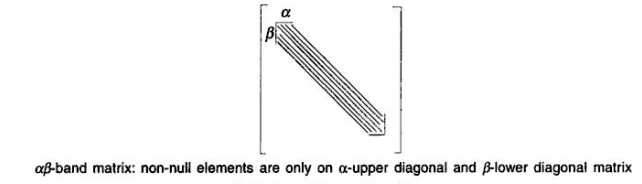 α
β
αβ-band matrix: non-null elements are only on α-upper diagonal and β-lower diagonal matrix